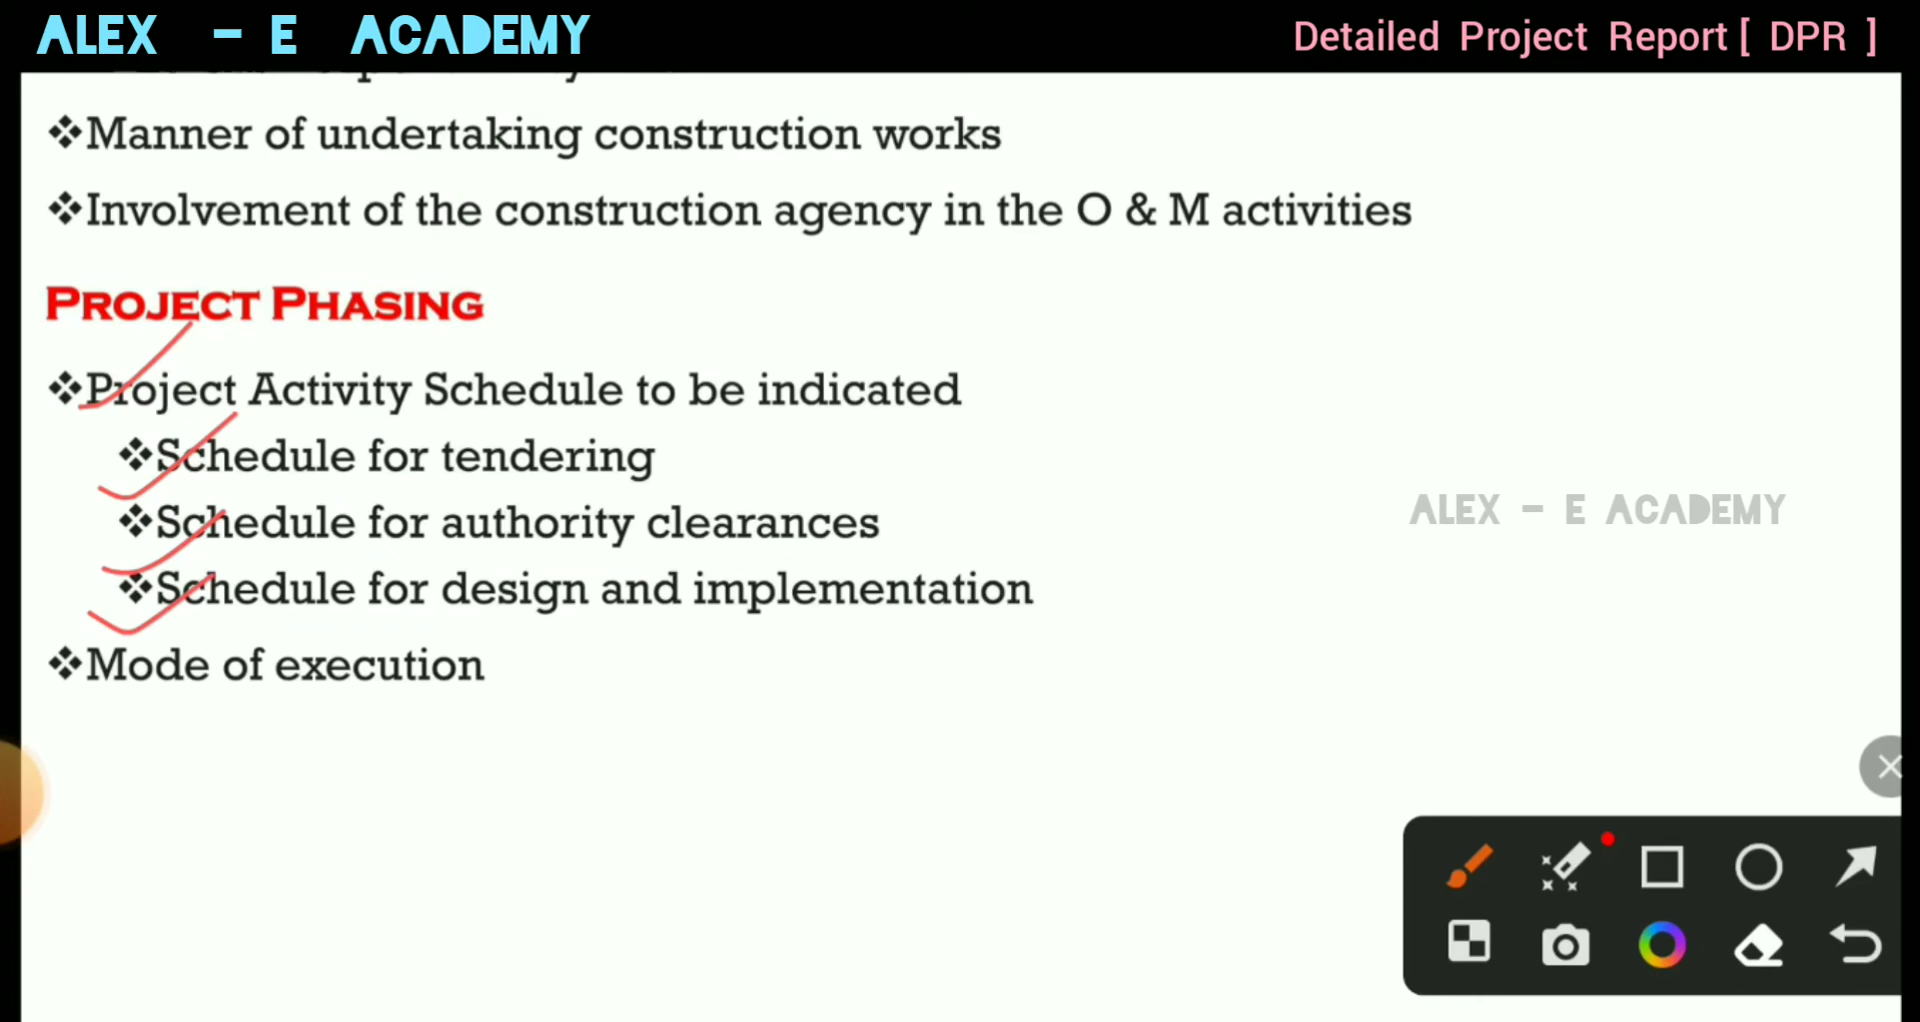 ALEX - E ACADEMY
Detailed Project Report [ DPR ]
❖Manner of undertaking construction works
❖Involvement of the construction agency in the O & M activities
PROJECT PHASING
❖Project Activity Schedule to be indicated
❖Schedule for tendering
❖Schedule for authority clearances
ALEX - E ACADEMY
❖Schedule for design and implementation
❖Mode of execution